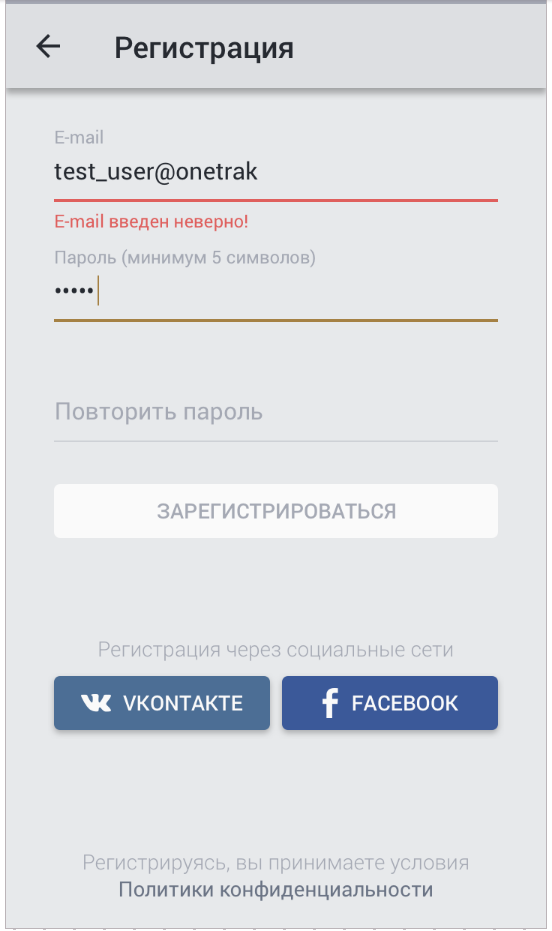 Регистрация
E-mail
test_user@onetrak
E-mail введен неверно!
Пароль (минимум 5 символов)
•••••
Повторить пароль
ЗАРЕГИСТРИРОВАТЬСЯ
Регистрация через социальные сети
VKONTAKTE
FACEBOOK
Регистрируясь, вы принимаете условия
Политики конфиденциальности